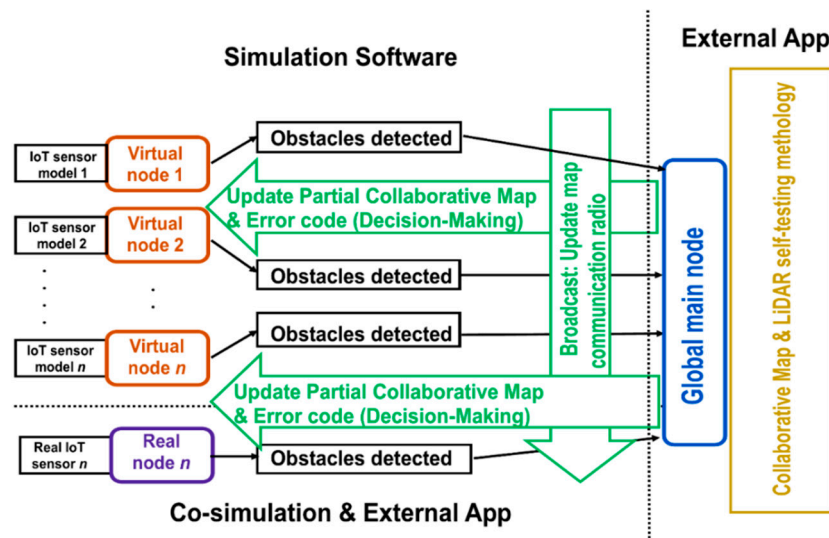 Simulation Software
External App
IoT sensor
model 1
Virtual
node 1
Obstacles detected
Update Partial Collaborative Map
& Error code (Decision-Making)
IoT sensor
model 2
Virtual
node 2
Obstacles detected
IoT sensor
model n
Virtual
node n
Obstacles detected
Update Partial Collaborative Map
& Error code (Decision-Making)
Real IoT
sensor n
Real
node n
Obstacles detected
Broadcast: Update map
communication radio
Global main node
Collaborative Map & LiDAR self-testing methology
Co-simulation & External App